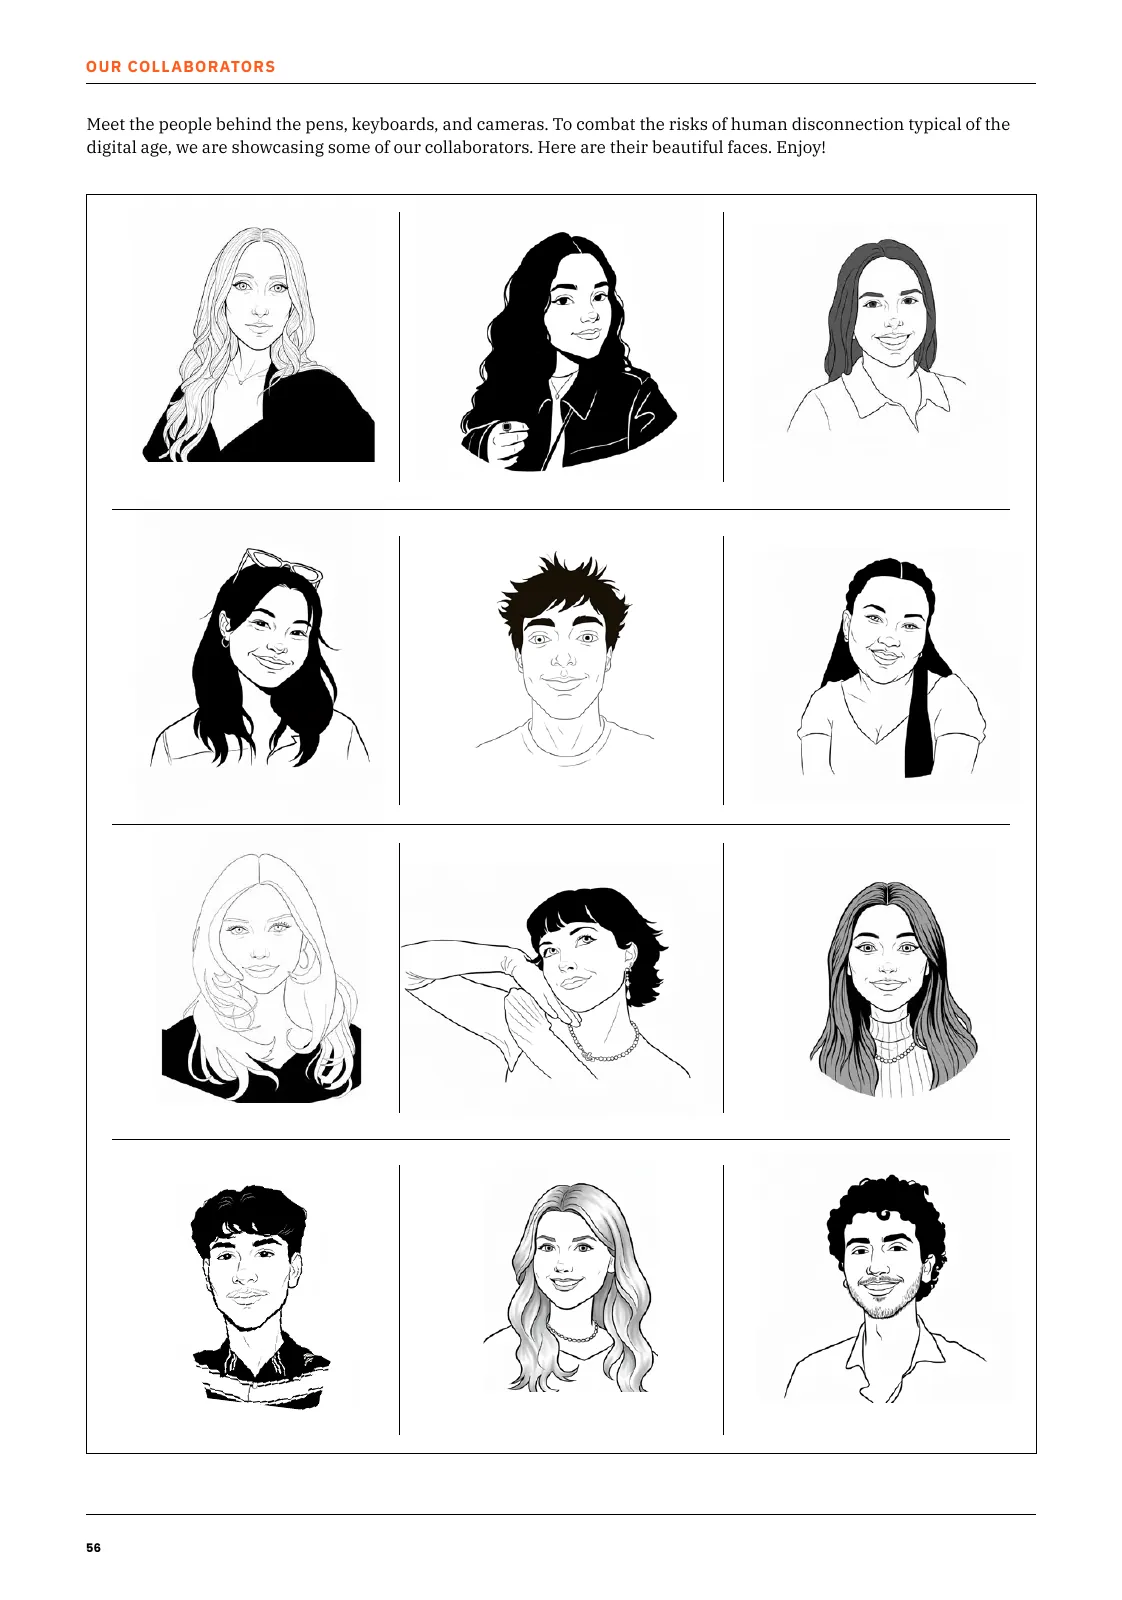 OUR COLLABORATORS
Meet the people behind the pens, keyboards, and cameras. To combat the risks of human disconnection typical of the
digital age, we are showcasing some of our collaborators. Here are their beautiful faces. Enjoy!
56